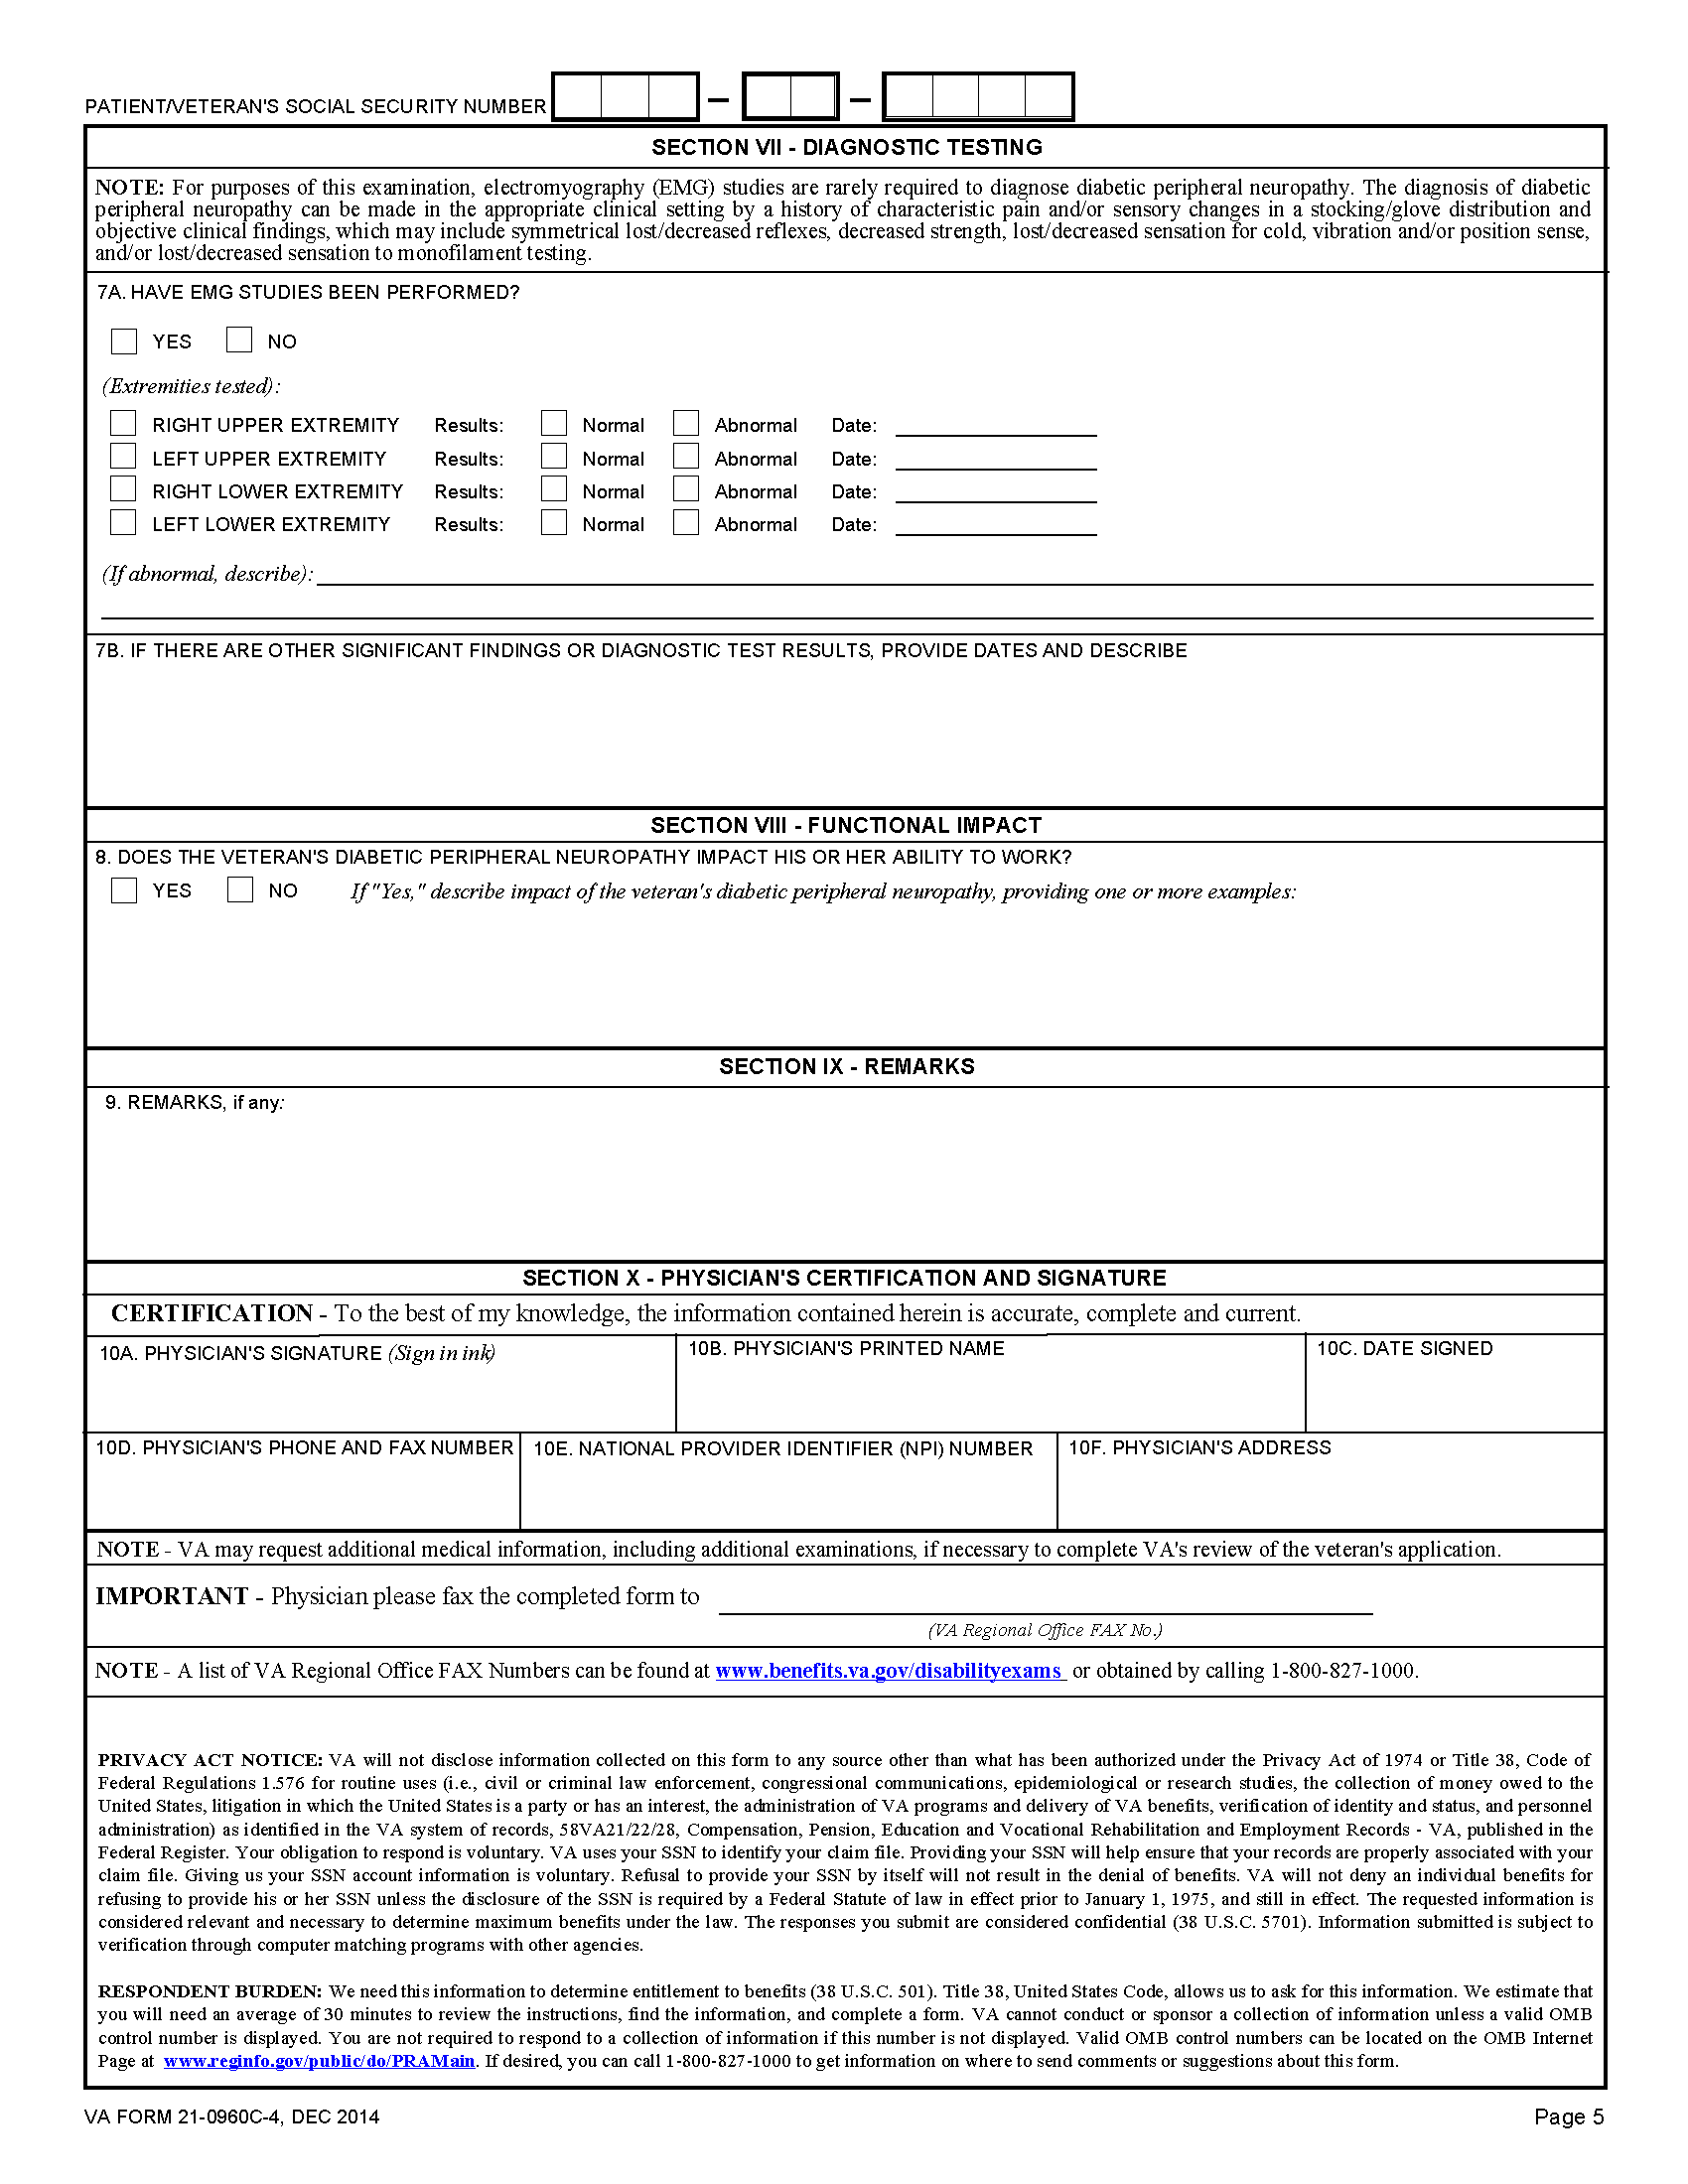 PATIENT/VETERAN'S SOCIAL SECURITY NUMBER – –
SECTION VII - DIAGNOSTIC TESTING
NOTE: For purposes of this examination, electromyography (EMG) studies are rarely required to diagnose diabetic peripheral neuropathy. The diagnosis of diabetic
peripheral neuropathy can be made in the appropriate clinical setting by a history of characteristic pain and/or sensory changes in a stocking/glove distribution and
objective clinical findings, which may include symmetrical lost/decreased reflexes, decreased strength, lost/decreased sensation for cold, vibration and/or position sense,
and/or lost/decreased sensation to monofilament testing.
7A. HAVE EMG STUDIES BEEN PERFORMED?
YES NO
(Extremities tested):
RIGHT UPPER EXTREMITY Results: Normal Abnormal Date:
LEFT UPPER EXTREMITY Results: Normal Abnormal Date:
RIGHT LOWER EXTREMITY Results: Normal Abnormal Date:
LEFT LOWER EXTREMITY Results: Normal Abnormal Date:
(If abnormal, describe):
7B. IF THERE ARE OTHER SIGNIFICANT FINDINGS OR DIAGNOSTIC TEST RESULTS, PROVIDE DATES AND DESCRIBE
SECTION VIII - FUNCTIONAL IMPACT
8. DOES THE VETERAN'S DIABETIC PERIPHERAL NEUROPATHY IMPACT HIS OR HER ABILITY TO WORK?
YES NO If "Yes," describe impact of the veteran's diabetic peripheral neuropathy, providing one or more examples:
SECTION IX - REMARKS
9. REMARKS, if any:
SECTION X - PHYSICIAN'S CERTIFICATION AND SIGNATURE
CERTIFICATION - To the best of my knowledge, the information contained herein is accurate, complete and current.
10A. PHYSICIAN'S SIGNATURE (Sign in ink) 10B. PHYSICIAN'S PRINTED NAME 10C. DATE SIGNED
10D. PHYSICIAN'S PHONE AND FAX NUMBER 10E. NATIONAL PROVIDER IDENTIFIER (NPI) NUMBER 10F. PHYSICIAN'S ADDRESS
NOTE - VA may request additional medical information, including additional examinations, if necessary to complete VA's review of the veteran's application.
IMPORTANT - Physician please fax the completed form to
(VA Regional Office FAX No.)
NOTE - A list of VA Regional Office FAX Numbers can be found at www.benefits.va.gov/disabilityexams or obtained by calling 1-800-827-1000.
PRIVACY ACT NOTICE: VA will not disclose information collected on this form to any source other than what has been authorized under the Privacy Act of 1974 or Title 38, Code of
Federal Regulations 1.576 for routine uses (i.e., civil or criminal law enforcement, congressional communications, epidemiological or research studies, the collection of money owed to the
United States, litigation in which the United States is a party or has an interest, the administration of VA programs and delivery of VA benefits, verification of identity and status, and personnel
administration) as identified in the VA system of records, 58VA21/22/28, Compensation, Pension, Education and Vocational Rehabilitation and Employment Records - VA, published in the
Federal Register. Your obligation to respond is voluntary. VA uses your SSN to identify your claim file. Providing your SSN will help ensure that your records are properly associated with your
claim file. Giving us your SSN account information is voluntary. Refusal to provide your SSN by itself will not result in the denial of benefits. VA will not deny an individual benefits for
refusing to provide his or her SSN unless the disclosure of the SSN is required by a Federal Statute of law in effect prior to January 1, 1975, and still in effect. The requested information is
considered relevant and necessary to determine maximum benefits under the law. The responses you submit are considered confidential (38 U.S.C. 5701). Information submitted is subject to
verification through computer matching programs with other agencies.
RESPONDENT BURDEN: We need this information to determine entitlement to benefits (38 U.S.C. 501). Title 38, United States Code, allows us to ask for this information. We estimate that
you will need an average of 30 minutes to review the instructions, find the information, and complete a form. VA cannot conduct or sponsor a collection of information unless a valid OMB
control number is displayed. You are not required to respond to a collection of information if this number is not displayed. Valid OMB control numbers can be located on the OMB Internet
Page at www.reginfo.gov/public/do/PRAMain. If desired, you can call 1-800-827-1000 to get information on where to send comments or suggestions about this form.
VA FORM 21-0960C-4, DEC 2014 Page 5